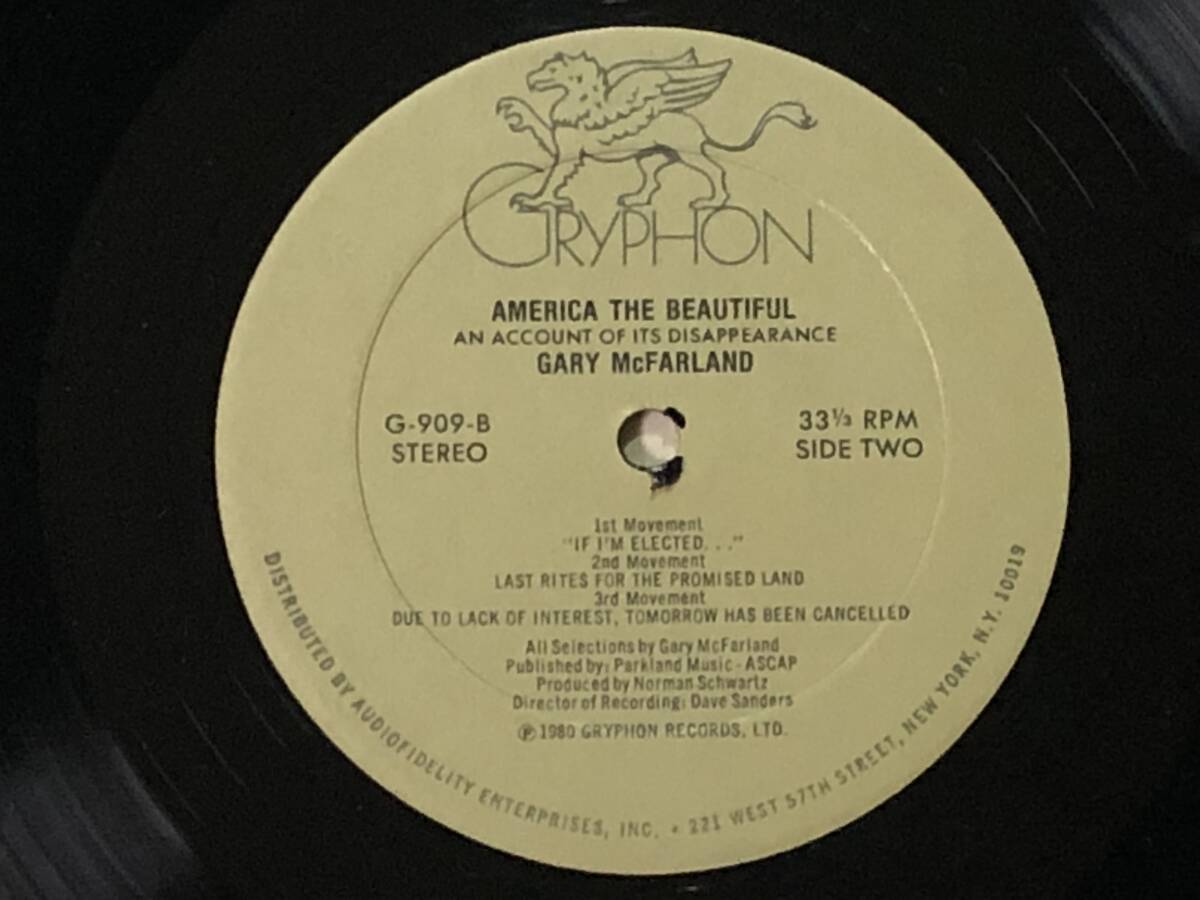 GRYPHON
AMERICA THE BEAUTIFUL
AN ACCOUNT OF ITS DISAPPEARANCE
GARY McFARLAND
G-909-B
STEREO
33⅓ RPM
SIDE TWO
1st Movement
"IF I'M ELECTED. . ."
2nd Movement
LAST RITES FOR THE PROMISED LAND
3rd Movement
DUE TO LACK OF INTEREST, TOMORROW HAS BEEN CANCELLED
All Selections by Gary McFarland
Published by: Parkland Music - ASCAP
Produced by Norman Schwartz
Director of Recording: Dave Sanders
℗ 1980 GRYPHON RECORDS, LTD.
DISTRIBUTED BY AUDIOFIDELITY ENTERPRISES, INC. • 221 WEST 57TH STREET, NEW YORK, N.Y. 10019